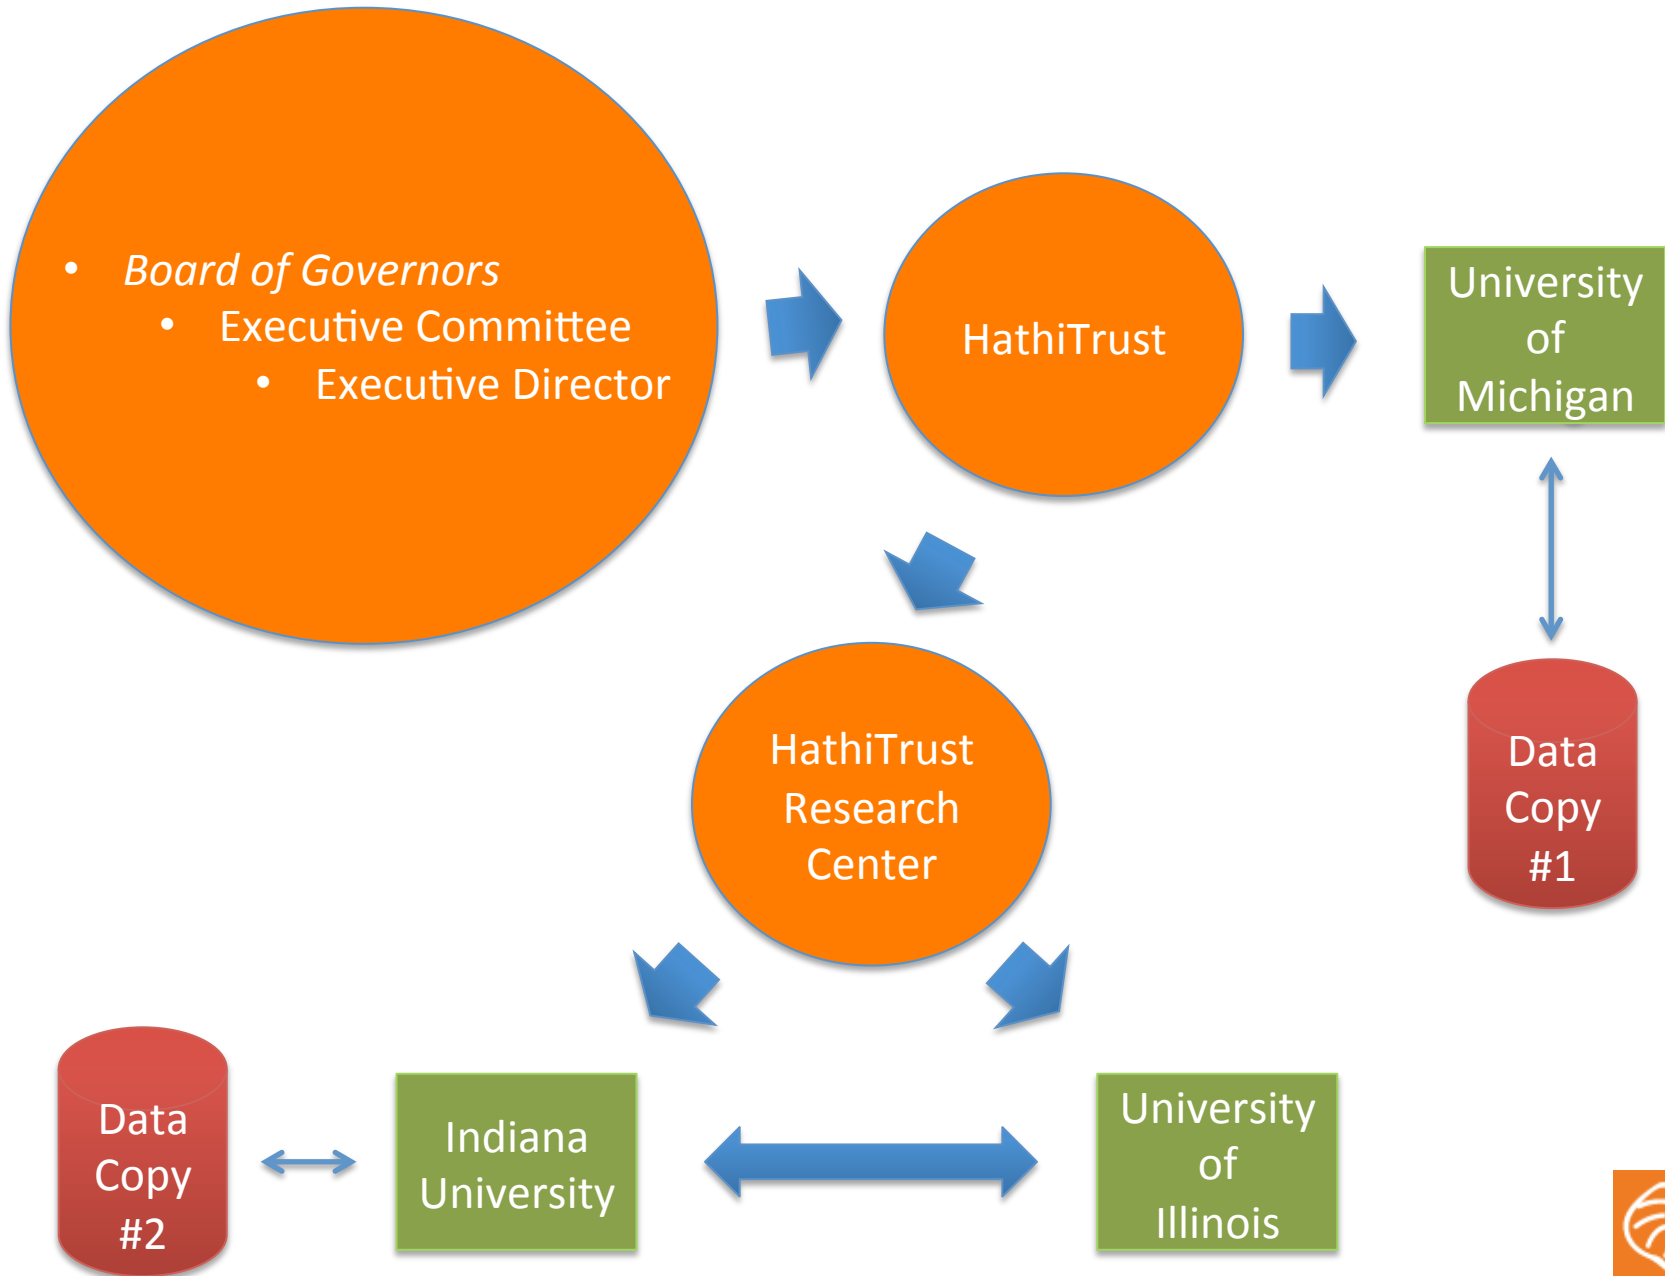 • Board of Governors
• Executive Committee
• Executive Director
HathiTrust
University
of
Michigan
HathiTrust
Research
Center
Data
Copy
#1
Data
Copy
#2
Indiana
University
University
of
Illinois